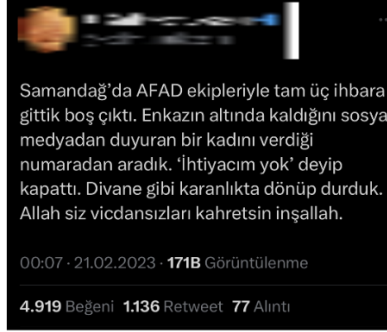 Samandağ'da AFAD ekipleriyle tam üç ihbara
gittik boş çıktı. Enkazın altında kaldığını sosya
medyadan duyuran bir kadını verdiği
numaradan aradık. 'İhtiyacım yok' deyip
kapattı. Divane gibi karanlıkta dönüp durduk.
Allah siz vicdansızları kahretsin inşallah.
00:07 · 21.02.2023 · 171B Görüntülenme
4.919 Beğeni 1.136 Retweet 77 Alıntı